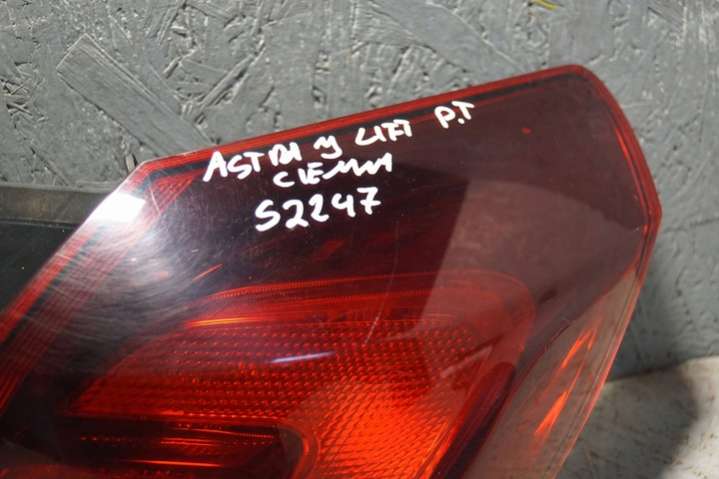 ASTRA J LIFT P.T
CIEMNA
S2247